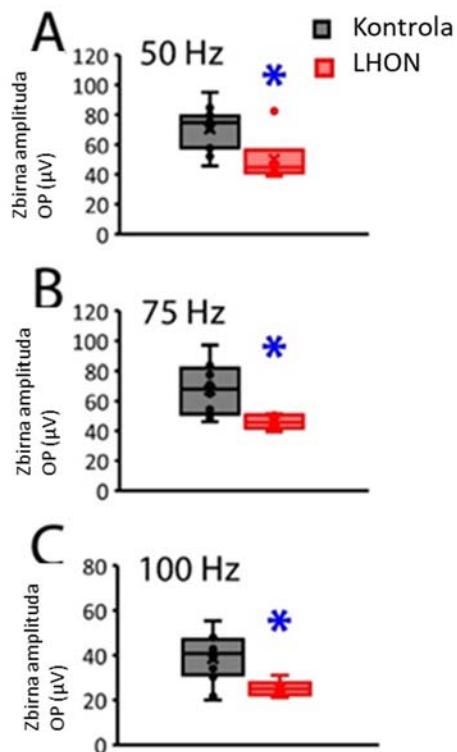 A
50 Hz
Kontrola
LHON
Zbirna amplituda
OP (µV)
120
100
80
60
40
20
0
*
B
75 Hz
Zbirna amplituda
OP (µV)
120
100
80
60
40
20
0
*
C
100 Hz
Zbirna amplituda
OP (µV)
80
60
40
20
0
*